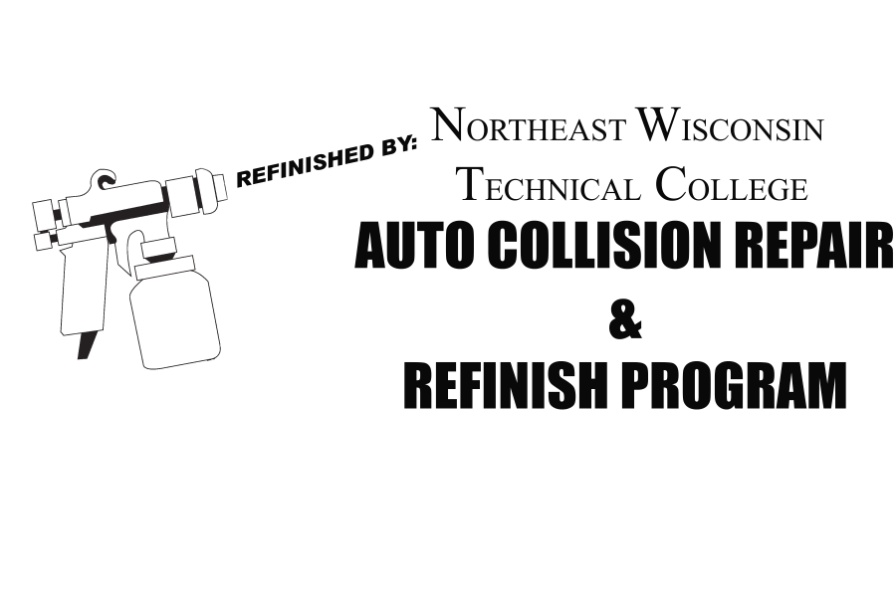 REFINISHED BY:
NORTHEAST WISCONSIN
TECHNICAL COLLEGE
AUTO COLLISION REPAIR
&
REFINISH PROGRAM